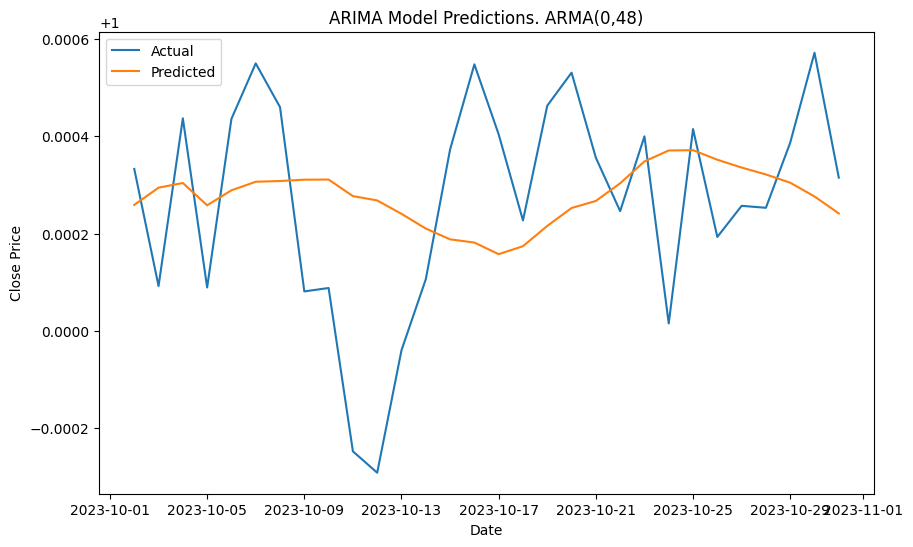 ARIMA Model Predictions. ARMA(0,48)
+1
Actual
Predicted
0.0006
0.0004
0.0002
0.0000
−0.0002
Close Price
2023-10-01 2023-10-05 2023-10-09 2023-10-13 2023-10-17 2023-10-21 2023-10-25 2023-10-29 2023-11-01
Date